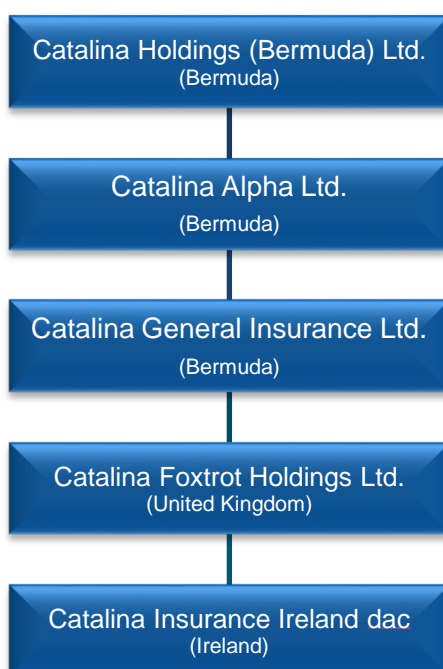 Catalina Holdings (Bermuda) Ltd.
(Bermuda)
Catalina Alpha Ltd.
(Bermuda)
Catalina General Insurance Ltd.
(Bermuda)
Catalina Foxtrot Holdings Ltd.
(United Kingdom)
Catalina Insurance Ireland dac
(Ireland)